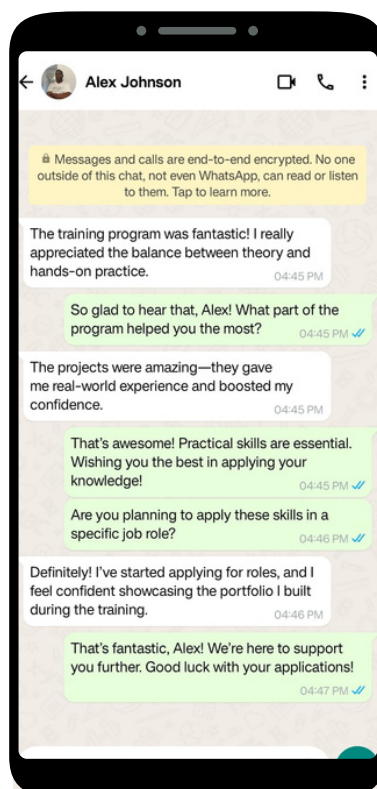 Alex Johnson
Messages and calls are end-to-end encrypted. No one
outside of this chat, not even WhatsApp, can read or listen
to them. Tap to learn more.
The training program was fantastic! I really
appreciated the balance between theory and
hands-on practice.
04:45 PM
So glad to hear that, Alex! What part of the
program helped you the most?
04:45 PM
The projects were amazing—they gave
me real-world experience and boosted my
confidence.
04:45 PM
That's awesome! Practical skills are essential.
Wishing you the best in applying your
knowledge!
04:45 PM
Are you planning to apply these skills in a
specific job role?
04:46 PM
Definitely! I've started applying for roles, and I
feel confident showcasing the portfolio I built
during the training.
04:46 PM
That's fantastic, Alex! We're here to support
you further. Good luck with your applications!
04:47 PM